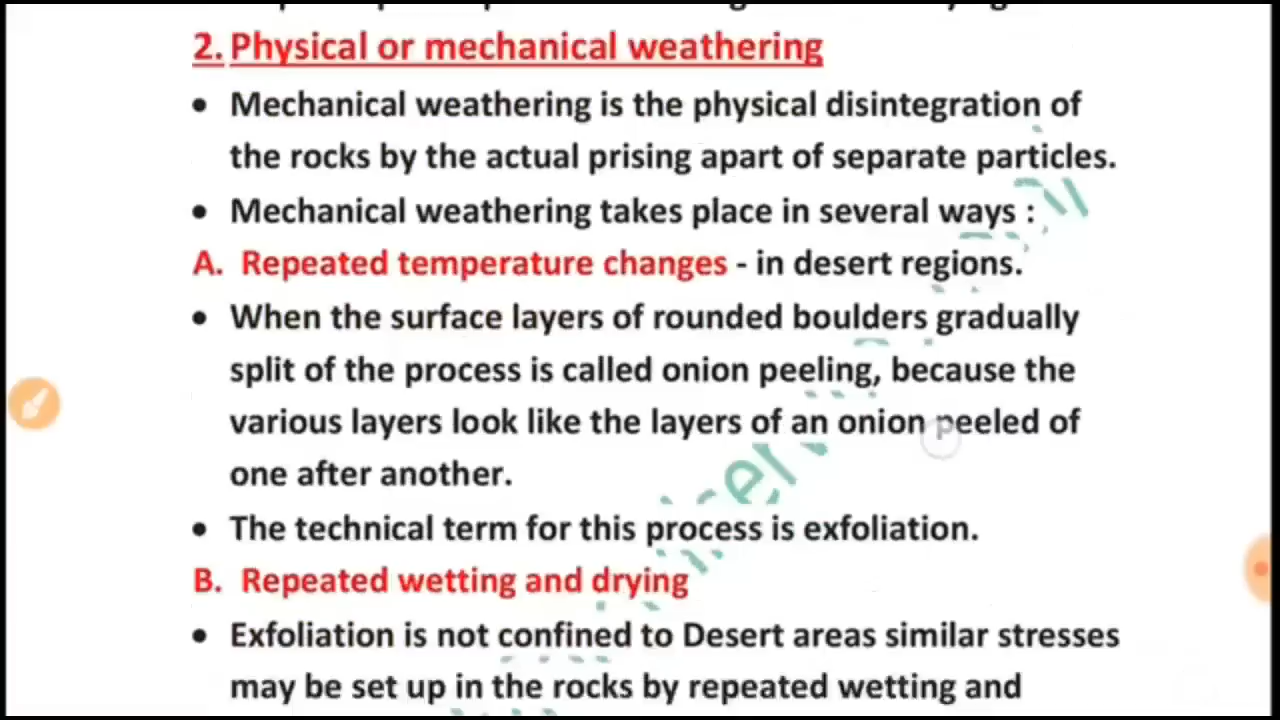 2. Physical or mechanical weathering
• Mechanical weathering is the physical disintegration of
the rocks by the actual prising apart of separate particles.
• Mechanical weathering takes place in several ways :
A. Repeated temperature changes - in desert regions.
• When the surface layers of rounded boulders gradually
split of the process is called onion peeling, because the
various layers look like the layers of an onion peeled of
one after another.
• The technical term for this process is exfoliation.
B. Repeated wetting and drying
• Exfoliation is not confined to Desert areas similar stresses
may be set up in the rocks by repeated wetting and